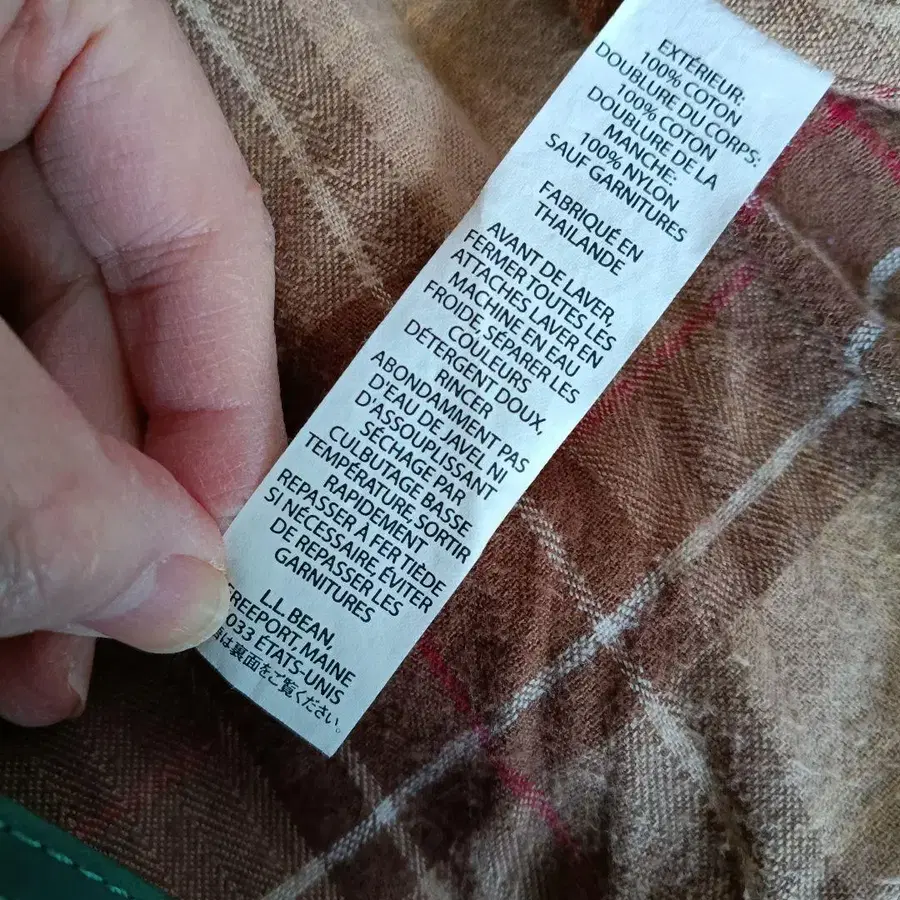 EXTÉRIEUR:
100% COTON
DOUBLURE DU CORPS:
100% COTON
DOUBLURE DE LA
MANCHE:
100% NYLON
SAUF GARNITURES
FABRIQUÉ EN
THAILANDE
AVANT DE LAVER,
FERMER TOUTES LES
ATTACHES LAVER EN
MACHINE EN EAU
FROIDE, SÉPARER LES
COULEURS
DÉTERGENT DOUX,
RINCER
ABONDAMMENT PAS
D'EAU DE JAVEL NI
D'ASSOUPLISSANT
SÉCHAGE PAR
CULBUTAGE BASSE
TEMPÉRATURE, SORTIR
RAPIDEMENT
REPASSER À FER TIÈDE
SI NÉCESSAIRE, ÉVITER
DE REPASSER LES
GARNITURES
L.L. BEAN,
FREEPORT, MAINE
033 ÉTATS-UNIS
は裏面をご覧ください。